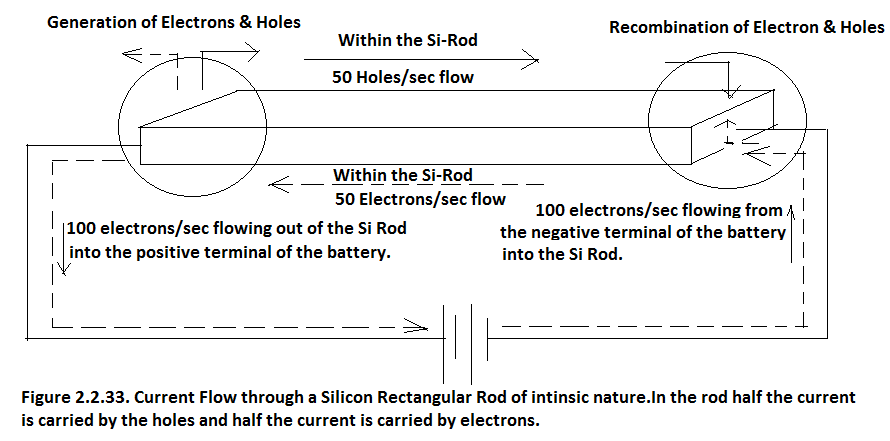 Generation of Electrons & Holes
Recombination of Electron & Holes
Within the Si-Rod
50 Holes/sec flow
Within the Si-Rod
50 Electrons/sec flow
100 electrons/sec flowing out of the Si Rod
into the positive terminal of the battery.
100 electrons/sec flowing from
the negative terminal of the battery
into the Si Rod.
Figure 2.2.33. Current Flow through a Silicon Rectangular Rod of intinsic nature.In the rod half the current
is carried by the holes and half the current is carried by electrons.